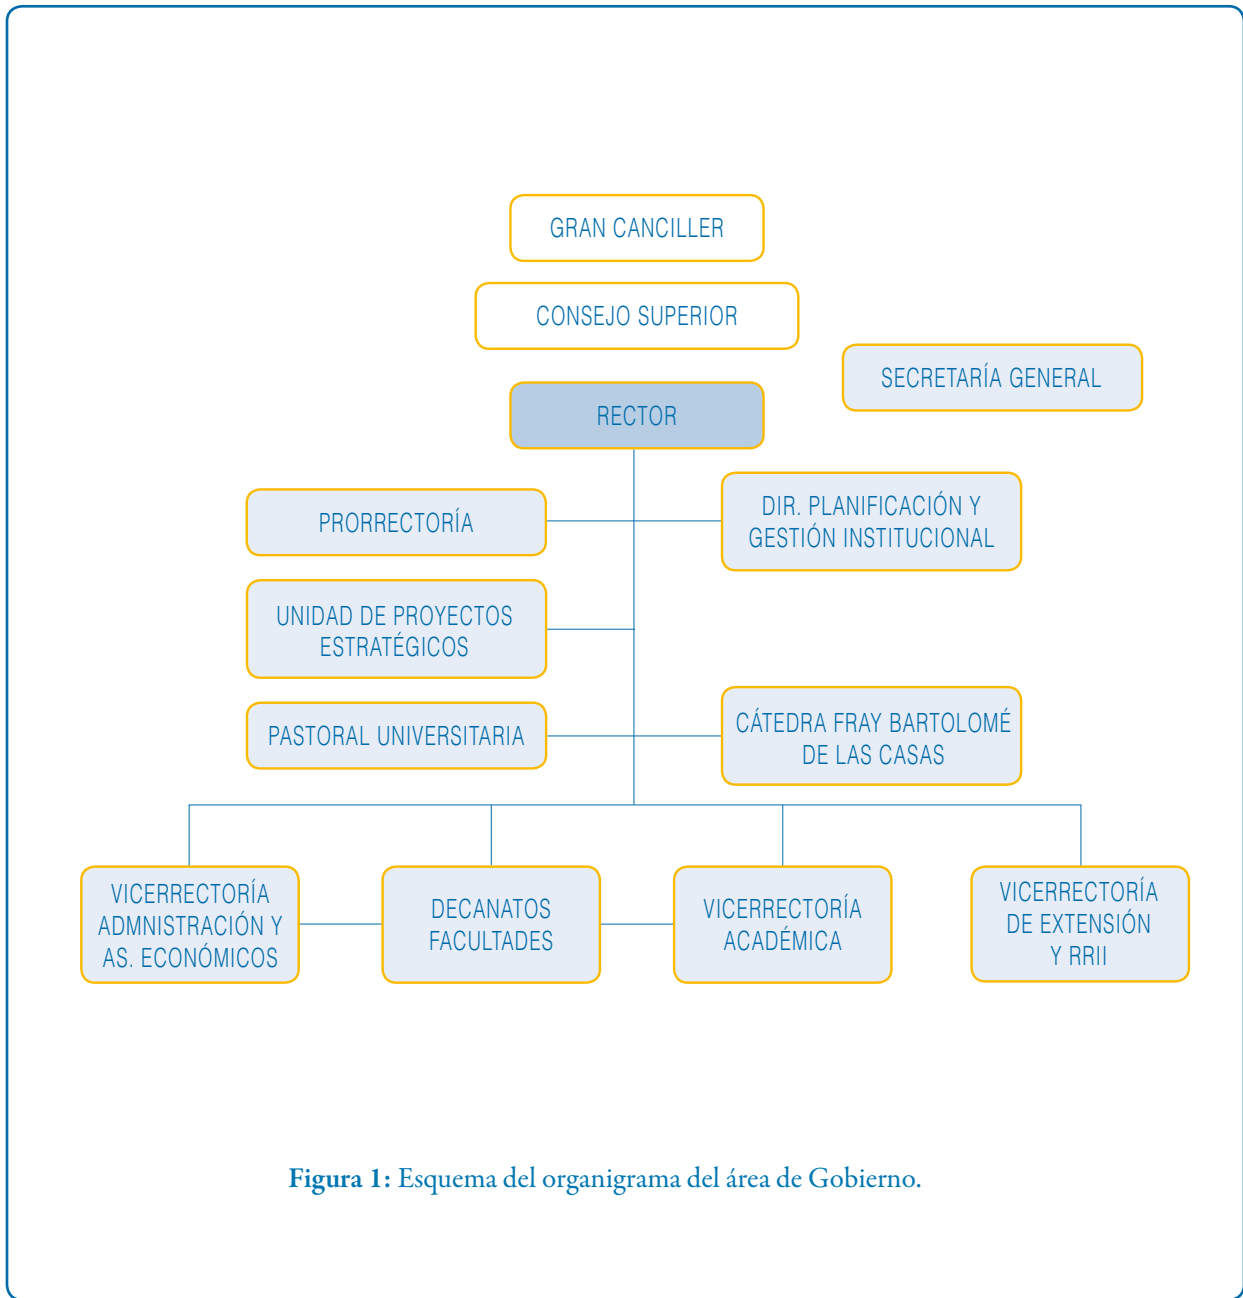 GRAN CANCILLER
CONSEJO SUPERIOR
SECRETARÍA GENERAL
RECTOR
PRORRECTORÍA
DIR. PLANIFICACIÓN Y
GESTIÓN INSTITUCIONAL
UNIDAD DE PROYECTOS
ESTRATÉGICOS
PASTORAL UNIVERSITARIA
CÁTEDRA FRAY BARTOLOMÉ
DE LAS CASAS
VICERRECTORÍA
ADMNISTRACIÓN Y
AS. ECONÓMICOS
DECANATOS
FACULTADES
VICERRECTORÍA
ACADÉMICA
VICERRECTORÍA
DE EXTENSIÓN
Y RRII
Figura 1: Esquema del organigrama del área de Gobierno.